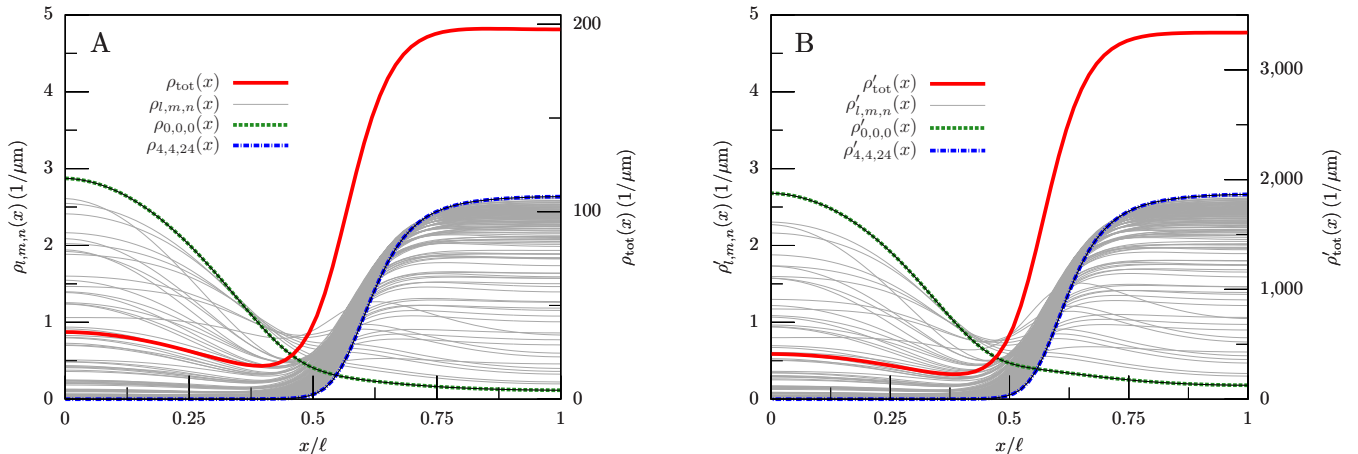 A
ρtot(x)
ρl,m,n(x)
ρ0,0,0(x)
ρ4,4,24(x)
5
4
3
2
1
0
ρl,m,n(x) (1/μm)
200
100
0
ρtot(x) (1/μm)
0
0.25
0.5
0.75
1
x/ℓ
B
ρ′tot(x)
ρ′l,m,n(x)
ρ′0,0,0(x)
ρ′4,4,24(x)
5
4
3
2
1
0
ρ′l,m,n(x) (1/μm)
3,000
2,000
1,000
0
ρ′tot(x) (1/μm)
0
0.25
0.5
0.75
1
x/ℓ